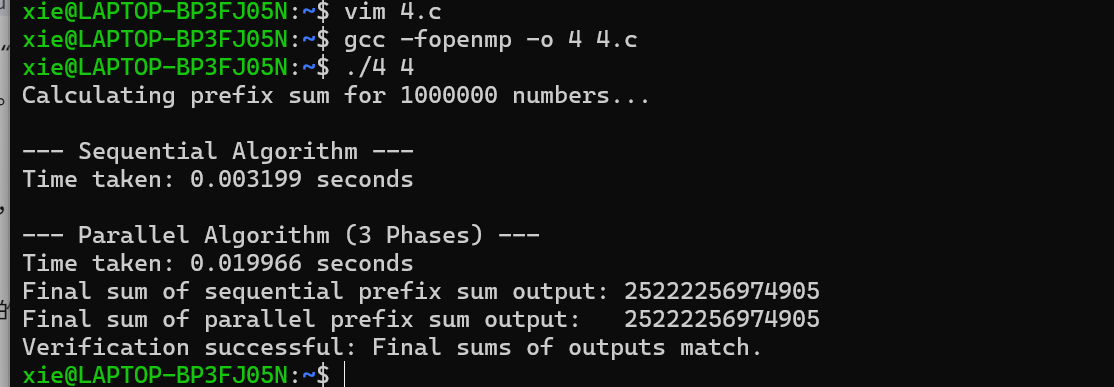 xie@LAPTOP-BP3FJ05N:~$ vim 4.c
xie@LAPTOP-BP3FJ05N:~$ gcc -fopenmp -o 4 4.c
xie@LAPTOP-BP3FJ05N:~$ ./4 4
Calculating prefix sum for 1000000 numbers...
--- Sequential Algorithm ---
Time taken: 0.003199 seconds
--- Parallel Algorithm (3 Phases) ---
Time taken: 0.019966 seconds
Final sum of sequential prefix sum output: 25222256974905
Final sum of parallel prefix sum output:   25222256974905
Verification successful: Final sums of outputs match.
xie@LAPTOP-BP3FJ05N:~$